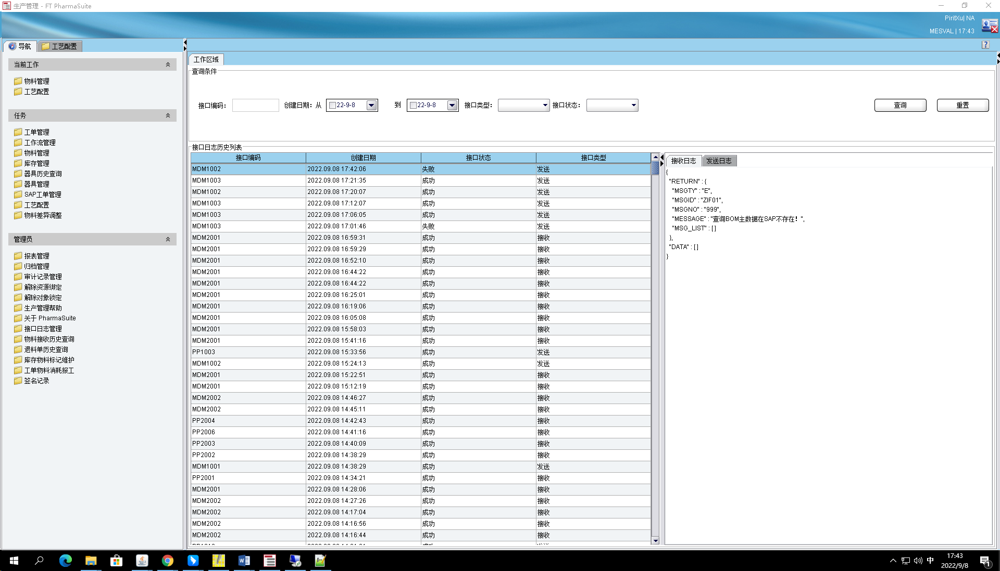 生产管理 - FT PharmaSuite
PiritXu| NA
MESVAL | 17:43
导航
工艺配置
当前工作
物料管理
工艺配置
任务
工单管理
工作流管理
物料管理
库存管理
器具历史查询
器具管理
SAP工单管理
工艺配置
物料差异调整
管理员
报表管理
归档管理
审计记录管理
解除资源绑定
解除对象锁定
生产管理帮助
关于 PharmaSuite
接口日志管理
物料接收历史查询
退料单历史查询
库存物料标记维护
工单物料消耗报工
签名记录
工作区域
查询条件
接口编码： 创建日期：从 22-9-8 到 22-9-8 接口类型： 接口状态： 查询 重置
接口日志历史列表
接口编码 创建日期 接口状态 接口类型
MDM1002 2022.09.08 17:42:06 失败 发送
MDM1003 2022.09.08 17:21:35 成功 发送
MDM1002 2022.09.08 17:20:07 成功 发送
MDM1003 2022.09.08 17:12:07 成功 发送
MDM1003 2022.09.08 17:06:05 成功 发送
MDM1003 2022.09.08 17:01:46 失败 发送
MDM2001 2022.09.08 16:59:31 成功 接收
MDM2001 2022.09.08 16:59:29 成功 接收
MDM2001 2022.09.08 16:52:10 成功 接收
MDM2001 2022.09.08 16:44:22 成功 接收
MDM2001 2022.09.08 16:44:22 成功 接收
MDM2001 2022.09.08 16:25:01 成功 接收
MDM2001 2022.09.08 16:19:06 成功 接收
MDM2001 2022.09.08 16:05:08 成功 接收
MDM2001 2022.09.08 15:58:03 成功 接收
MDM2001 2022.09.08 15:41:16 成功 接收
PP1003 2022.09.08 15:33:56 成功 发送
MDM1002 2022.09.08 15:24:13 成功 发送
MDM2001 2022.09.08 15:22:51 成功 接收
MDM2001 2022.09.08 15:12:19 成功 接收
MDM2002 2022.09.08 14:46:27 成功 接收
MDM2002 2022.09.08 14:45:11 成功 接收
PP2004 2022.09.08 14:42:43 成功 接收
PP2006 2022.09.08 14:41:16 成功 接收
PP2003 2022.09.08 14:40:09 成功 接收
PP2002 2022.09.08 14:38:29 成功 接收
MDM1001 2022.09.08 14:38:29 成功 发送
PP2001 2022.09.08 14:34:21 成功 接收
MDM2001 2022.09.08 14:28:06 成功 接收
MDM2002 2022.09.08 14:27:26 成功 接收
MDM2002 2022.09.08 14:17:04 成功 接收
MDM2002 2022.09.08 14:16:56 成功 接收
MDM2002 2022.09.08 14:16:44 成功 接收
接收日志 发送日志
{
"RETURN" : {
"MSGTY" : "E",
"MSGID" : "ZIF01",
"MSGNO" : "999",
"MESSAGE" : "查询BOM主数据在SAP不存在！",
"MSG_LIST" : [ ]
},
"DATA" : [ ]
}
中
17:43
2022/9/8
1